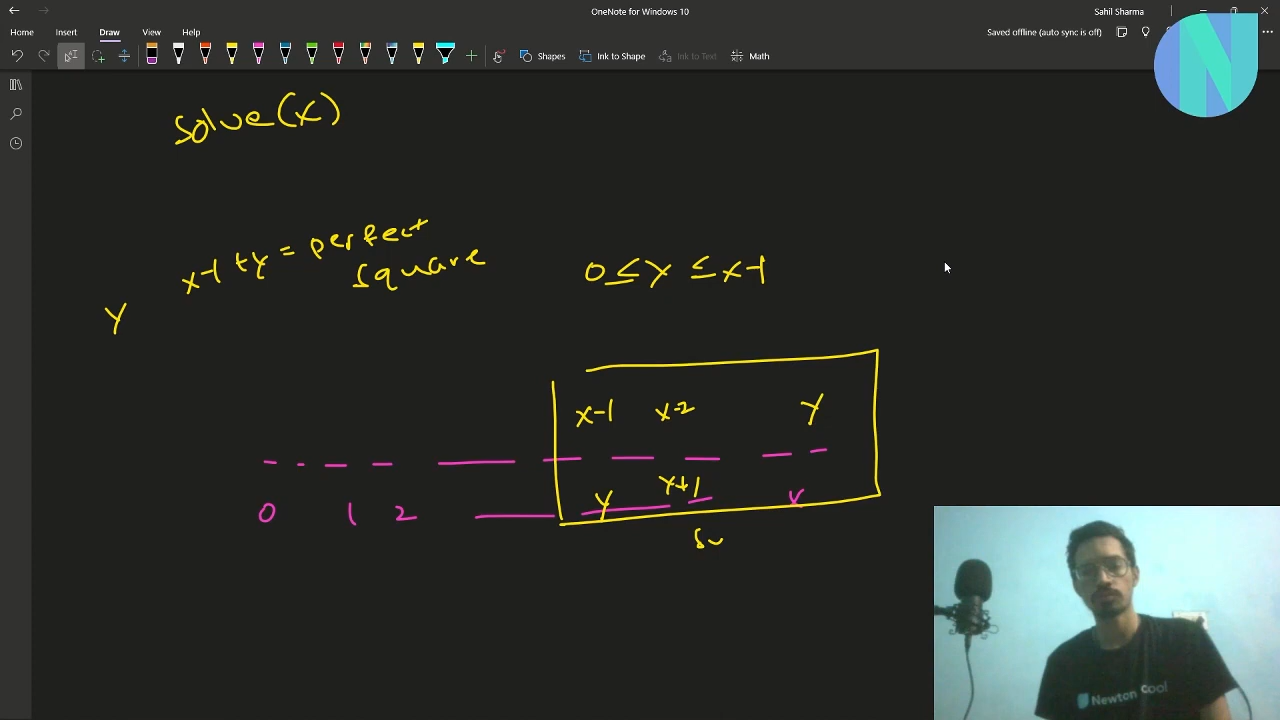 OneNote for Windows 10
Sahil Sharma
Home Insert Draw View Help
Saved offline (auto sync is off)
Shapes Ink to Shape Ink to Text Math
solve(x)
x-1 + y = perfect
square
0 ≤ y ≤ x-1
y
x-1 x-2 y
y y+1
0 1 2
Su
Newton Cool